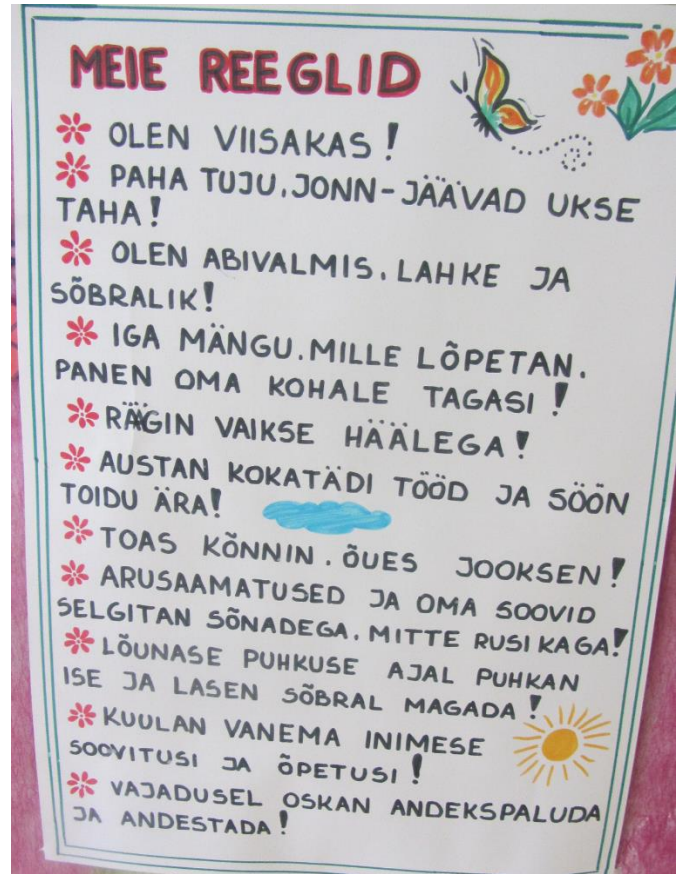 MEIE REEGLID
OLEN VIISAKAS!
PAHA TUJU.JONN-JÄÄVAD UKSE
TAHA!
OLEN ABIVALMIS.LAHKE JA
SÕBRALIK!
IGA MÄNGU.MILLE LÕPETAN.
PANEN OMA KOHALE TAGASI!
RÄGIN VAIKSE HÄÄLEGA!
AUSTAN KOKATÄDI TÖÖD JA SÖÖN
TOIDU ÄRA!
TOAS KÕNNIN.ÕUES JOOKSEN!
ARUSAAMATUSED JA OMA SOOVID
SELGITAN SÕNADEGA.MITTE RUSIKAGA!
LÕUNASE PUHKUSE AJAL PUHKAN
ISE JA LASEN SÕBRAL MAGADA!
KUULAN VANEMA INIMESE
SOOVITUSI JA ÕPETUSI!
VAJADUSEL OSKAN ANDEKSPALUDA
JA ANDESTADA!